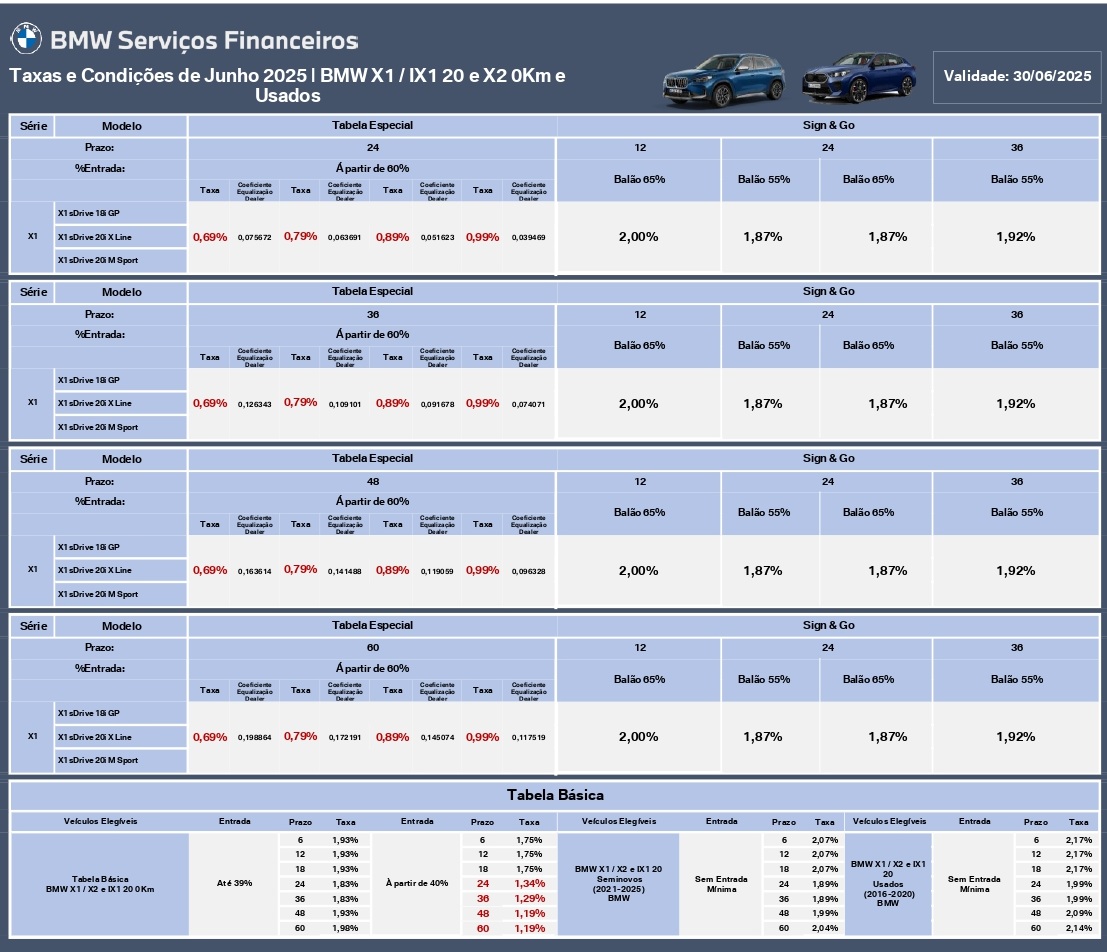 BMW Serviços Financeiros
Taxas e Condições de Junho 2025 | BMW X1 / IX1 20 e X2 0Km e
Usados
Validade: 30/06/2025
Série Modelo Tabela Especial Sign & Go
Prazo: 24 12 24 36
%Entrada: Á partir de 60% Balão 65% Balão 55% Balão 65% Balão 55%
Taxa Coeficiente Equalização Dealer Taxa Coeficiente Equalização Dealer Taxa Coeficiente Equalização Dealer Taxa Coeficiente Equalização Dealer
X1 sDrive 18i GP
X1 X1 sDrive 20i X Line 0,69% 0,075672 0,79% 0,063691 0,89% 0,051623 0,99% 0,039469 2,00% 1,87% 1,87% 1,92%
X1 sDrive 20i M Sport
Série Modelo Tabela Especial Sign & Go
Prazo: 36 12 24 36
%Entrada: Á partir de 60% Balão 65% Balão 55% Balão 65% Balão 55%
Taxa Coeficiente Equalização Dealer Taxa Coeficiente Equalização Dealer Taxa Coeficiente Equalização Dealer Taxa Coeficiente Equalização Dealer
X1 sDrive 18i GP
X1 X1 sDrive 20i X Line 0,69% 0,126343 0,79% 0,109101 0,89% 0,091678 0,99% 0,074071 2,00% 1,87% 1,87% 1,92%
X1 sDrive 20i M Sport
Série Modelo Tabela Especial Sign & Go
Prazo: 48 12 24 36
%Entrada: Á partir de 60% Balão 65% Balão 55% Balão 65% Balão 55%
Taxa Coeficiente Equalização Dealer Taxa Coeficiente Equalização Dealer Taxa Coeficiente Equalização Dealer Taxa Coeficiente Equalização Dealer
X1 sDrive 18i GP
X1 X1 sDrive 20i X Line 0,69% 0,163614 0,79% 0,141488 0,89% 0,119059 0,99% 0,096328 2,00% 1,87% 1,87% 1,92%
X1 sDrive 20i M Sport
Série Modelo Tabela Especial Sign & Go
Prazo: 60 12 24 36
%Entrada: Á partir de 60% Balão 65% Balão 55% Balão 65% Balão 55%
Taxa Coeficiente Equalização Dealer Taxa Coeficiente Equalização Dealer Taxa Coeficiente Equalização Dealer Taxa Coeficiente Equalização Dealer
X1 sDrive 18i GP
X1 X1 sDrive 20i X Line 0,69% 0,198864 0,79% 0,172191 0,89% 0,145074 0,99% 0,117519 2,00% 1,87% 1,87% 1,92%
X1 sDrive 20i M Sport
Tabela Básica
Veículos Elegíveis Entrada Prazo Taxa Entrada Prazo Taxa Veículos Elegíveis Entrada Prazo Taxa Veículos Elegíveis Entrada Prazo Taxa
Tabela Básica
BMW X1 / X2 e IX1 20 0Km
Até 39%
6 1,93%
12 1,93%
18 1,93%
24 1,83%
36 1,83%
48 1,93%
60 1,98%
À partir de 40%
6 1,75%
12 1,75%
18 1,75%
24 1,34%
36 1,29%
48 1,19%
60 1,19%
BMW X1 / X2 e IX1 20
Seminovos
(2021-2025)
BMW
Sem Entrada
Mínima
6 2,07%
12 2,07%
18 2,07%
24 1,89%
36 1,89%
48 1,99%
60 2,04%
BMW X1 / X2 e IX1
20
Usados
(2016-2020)
BMW
Sem Entrada
Mínima
6 2,17%
12 2,17%
18 2,17%
24 1,99%
36 1,99%
48 2,09%
60 2,14%